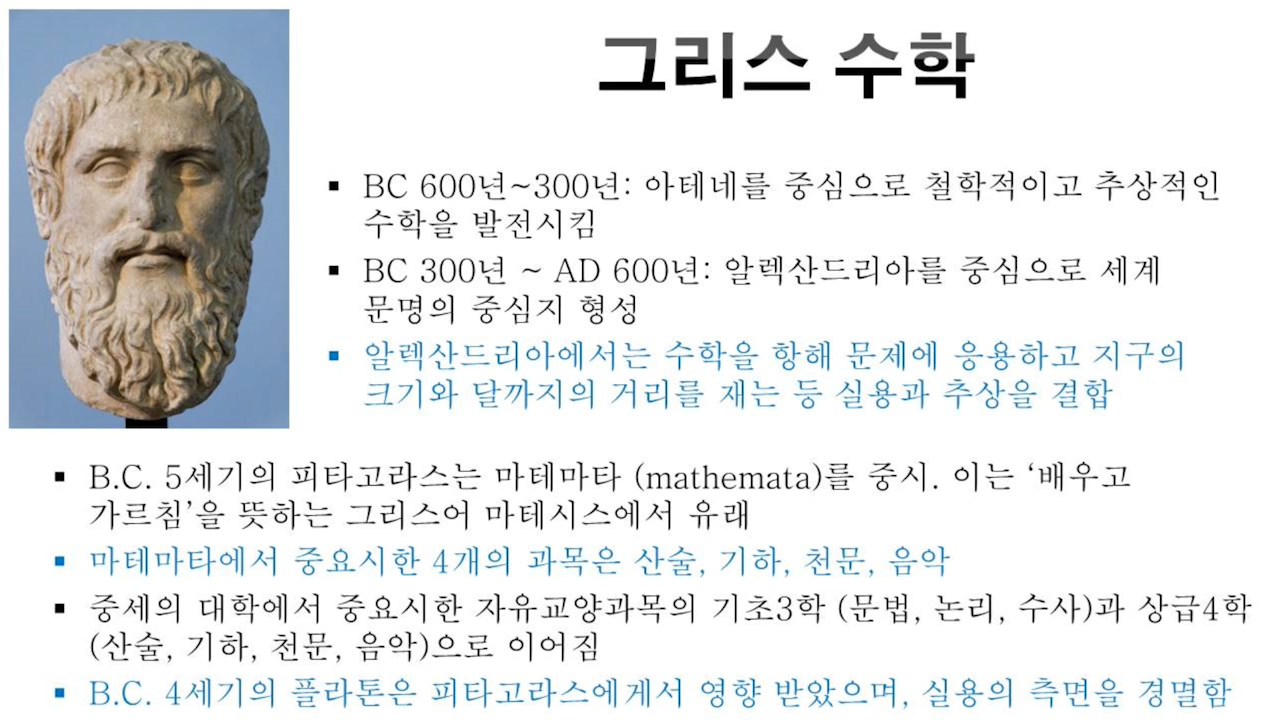 그리스 수학
▪ BC 600년~300년: 아테네를 중심으로 철학적이고 추상적인
수학을 발전시킴
▪ BC 300년 ~ AD 600년: 알렉산드리아를 중심으로 세계
문명의 중심지 형성
▪ 알렉산드리아에서는 수학을 항해 문제에 응용하고 지구의
크기와 달까지의 거리를 재는 등 실용과 추상을 결합
▪ B.C. 5세기의 피타고라스는 마테마타 (mathemata)를 중시. 이는 ‘배우고
가르침’을 뜻하는 그리스어 마테시스에서 유래
▪ 마테마타에서 중요시한 4개의 과목은 산술, 기하, 천문, 음악
▪ 중세의 대학에서 중요시한 자유교양과목의 기초3학 (문법, 논리, 수사)과 상급4학
(산술, 기하, 천문, 음악)으로 이어짐
▪ B.C. 4세기의 플라톤은 피타고라스에게서 영향 받았으며, 실용의 측면을 경멸함